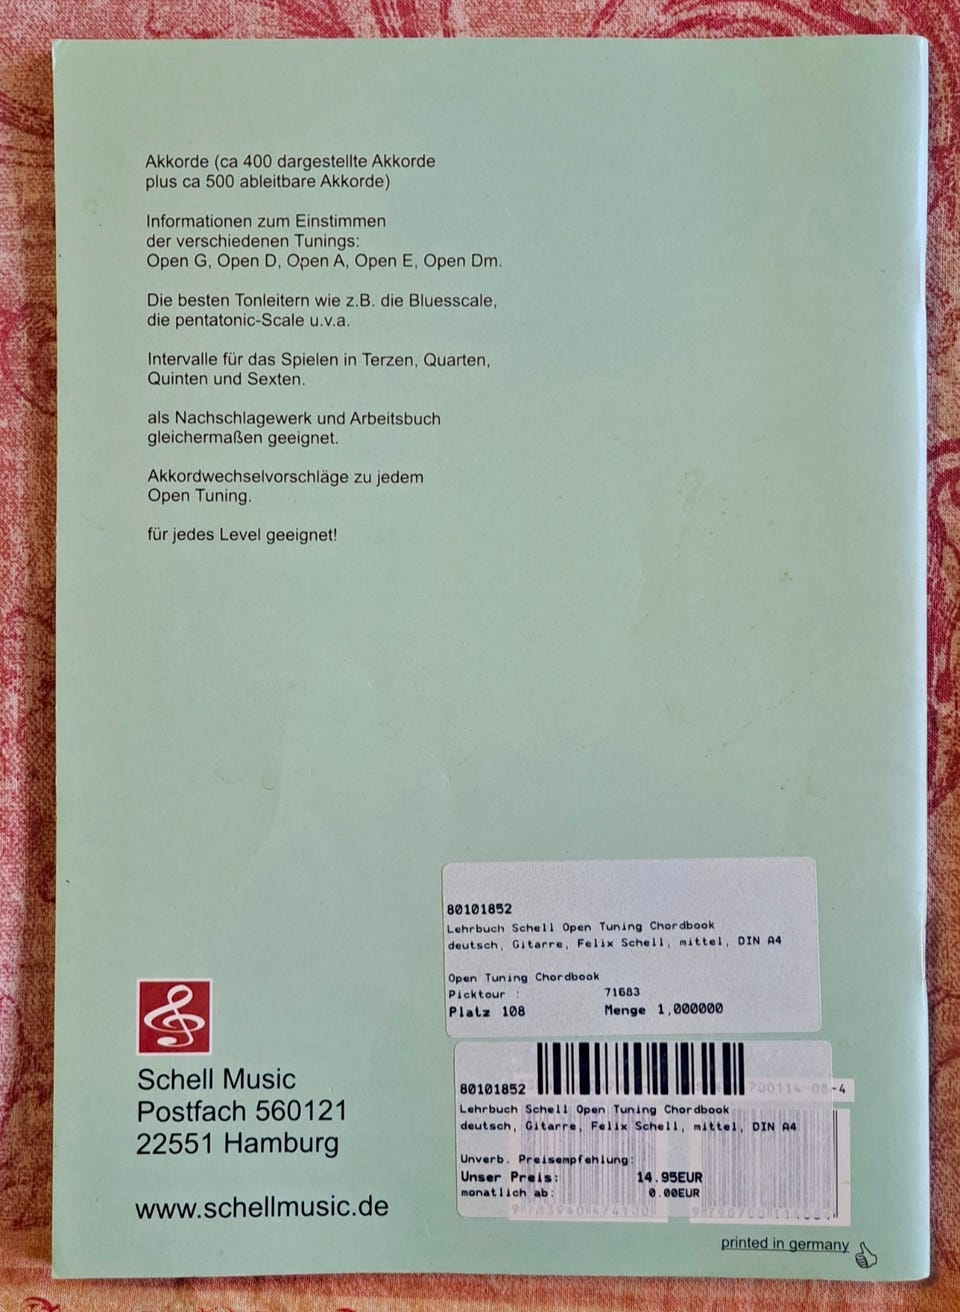 Akkorde (ca 400 dargestellte Akkorde
plus ca 500 ableitbare Akkorde)
Informationen zum Einstimmen
der verschiedenen Tunings:
Open G, Open D, Open A, Open E, Open Dm.
Die besten Tonleitern wie z.B. die Bluesscale,
die pentatonic-Scale u.v.a.
Intervalle für das Spielen in Terzen, Quarten,
Quinten und Sexten.
als Nachschlagewerk und Arbeitsbuch
gleichermaßen geeignet.
Akkordwechselvorschläge zu jedem
Open Tuning.
für jedes Level geeignet!
80101852
Lehrbuch Schell Open Tuning Chordbook
deutsch, Gitarre, Felix Schell, mittel, DIN A4
Open Tuning Chordbook
Picktour : 71683
Platz 108 Menge 1,000000
80101852
-4
Lehrbuch Schell Open Tuning Chordbook
deutsch, Gitarre, Felix Schell, mittel, DIN A4
Unverb. Preisempfehlung:
Unser Preis: 14.95EUR
monatlich ab: 0.00EUR
Schell Music
Postfach 560121
22551 Hamburg
www.schellmusic.de
printed in germany